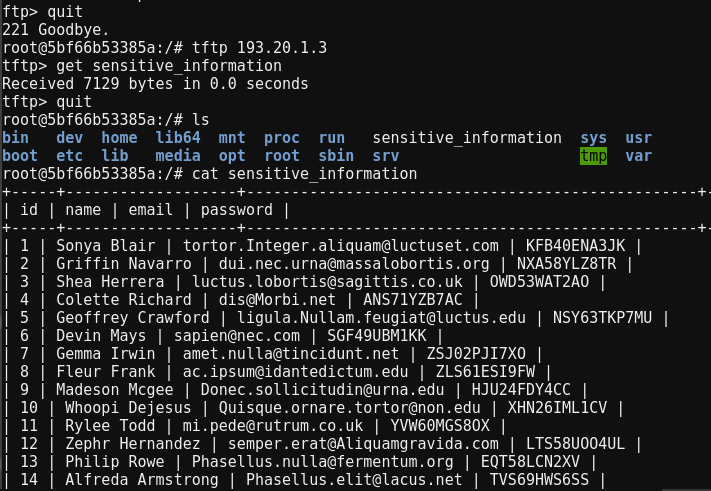 ftp> quit
221 Goodbye.
root@5bf66b53385a:/# tftp 193.20.1.3
tftp> get sensitive_information
Received 7129 bytes in 0.0 seconds
tftp> quit
root@5bf66b53385a:/# ls
bin dev home lib64 mnt proc run sensitive_information sys usr
boot etc lib media opt root sbin srv tmp var
root@5bf66b53385a:/# cat sensitive_information
+-----+-------------------+--------------------------------------------------+-
| id | name | email | password |
+-----+-------------------+--------------------------------------------------+-
| 1 | Sonya Blair | tortor.Integer.aliquam@luctuset.com | KFB40ENA3JK |
| 2 | Griffin Navarro | dui.nec.urna@massalobortis.org | NXA58YLZ8TR |
| 3 | Shea Herrera | luctus.lobortis@sagittis.co.uk | OWD53WAT2AO |
| 4 | Colette Richard | dis@Morbi.net | ANS71YZB7AC |
| 5 | Geoffrey Crawford | ligula.Nullam.feugiat@luctus.edu | NSY63TKP7MU |
| 6 | Devin Mays | sapien@nec.com | SGF49UBM1KK |
| 7 | Gemma Irwin | amet.nulla@tincidunt.net | ZSJ02PJI7XO |
| 8 | Fleur Frank | ac.ipsum@idantedictum.edu | ZLS61ESI9FW |
| 9 | Madeson Mcgee | Donec.sollicitudin@urna.edu | HJU24FDY4CC |
| 10 | Whoopi Dejesus | Quisque.ornare.tortor@non.edu | XHN26IML1CV |
| 11 | Rylee Todd | mi.pede@rutrum.co.uk | YVW60MGS8OX |
| 12 | Zephr Hernandez | semper.erat@Aliquamgravida.com | LTS58UOO4UL |
| 13 | Philip Rowe | Phasellus.nulla@fermentum.org | EQT58LCN2XV |
| 14 | Alfreda Armstrong | Phasellus.elit@lacus.net | TVS69HWS6SS |